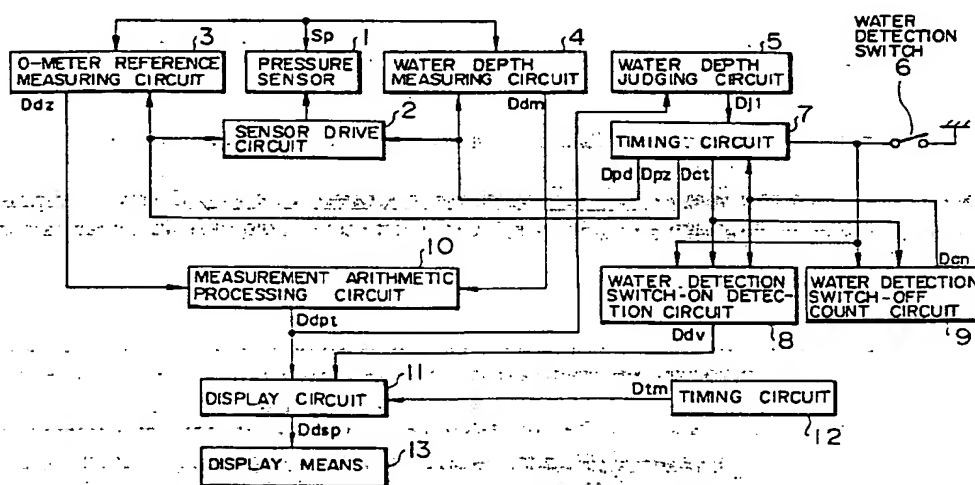 WATER
DETECTION
SWITCH
3
Sp
1
4
5
6
O-METER REFERENCE
MEASURING CIRCUIT
PRESSURE
SENSOR
WATER DEPTH
MEASURING CIRCUIT
WATER DEPTH
JUDGING CIRCUIT
Ddz
Ddm
Dj1
2
7
SENSOR DRIVE
CIRCUIT
TIMING CIRCUIT
Dpd
Dpz
Dct
10
Dcn
MEASUREMENT ARITHMETIC
PROCESSING CIRCUIT
WATER DETECTION
SWITCH-ON DETEC-
TION CIRCUIT
WATER DETECTION
SWITCH-OFF
COUNT CIRCUIT
Ddpt
Ddv
8
9
11
DISPLAY CIRCUIT
Dtm
TIMING CIRCUIT
12
Ddsp
DISPLAY MEANS
13